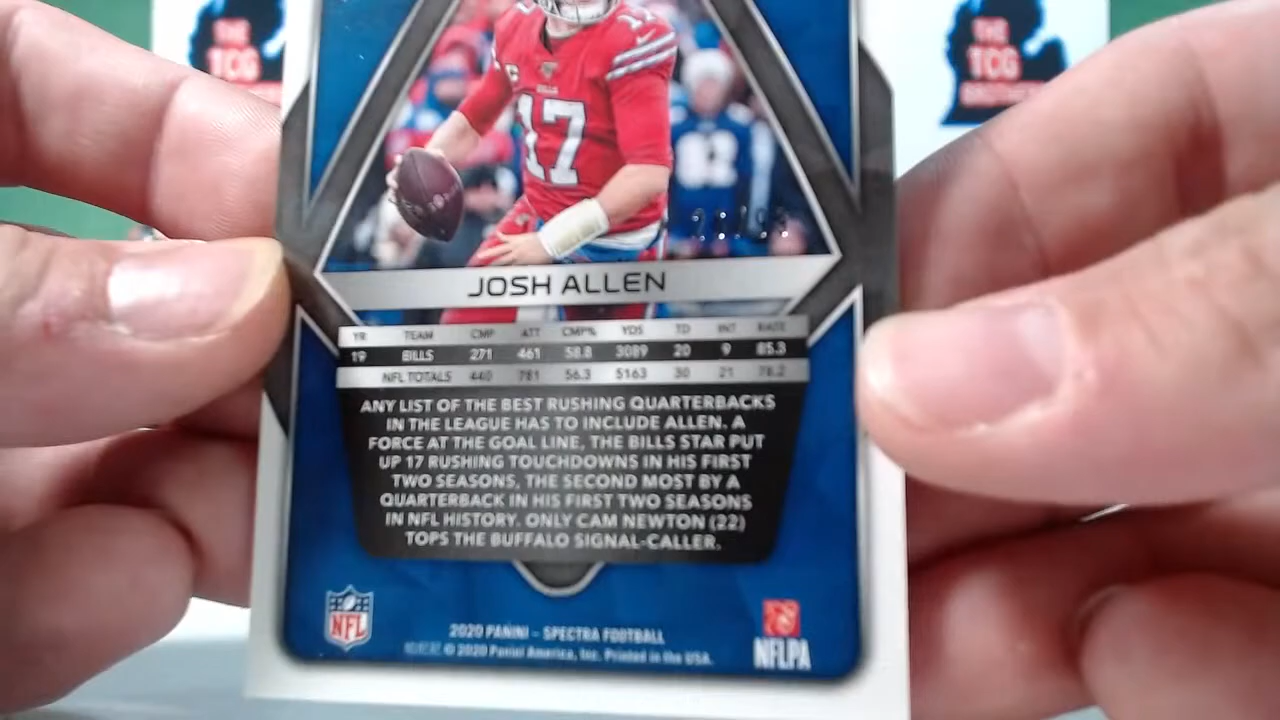 THE
TCG
THE
TCG
BROTHERS
17
BILLS
17
JOSH ALLEN
YR TEAM CMP ATT CMP% YDS TD INT RATE
19 BILLS 271 461 58.8 3089 20 9 85.3
NFL TOTALS 440 781 56.3 5163 30 21 78.2
ANY LIST OF THE BEST RUSHING QUARTERBACKS
IN THE LEAGUE HAS TO INCLUDE ALLEN. A
FORCE AT THE GOAL LINE, THE BILLS STAR PUT
UP 17 RUSHING TOUCHDOWNS IN HIS FIRST
TWO SEASONS, THE SECOND MOST BY A
QUARTERBACK IN HIS FIRST TWO SEASONS
IN NFL HISTORY. ONLY CAM NEWTON (22)
TOPS THE BUFFALO SIGNAL-CALLER.
NFL
2020 PANINI – SPECTRA FOOTBALL
© 2020 Panini America, Inc. Printed in the USA.
NFLPA